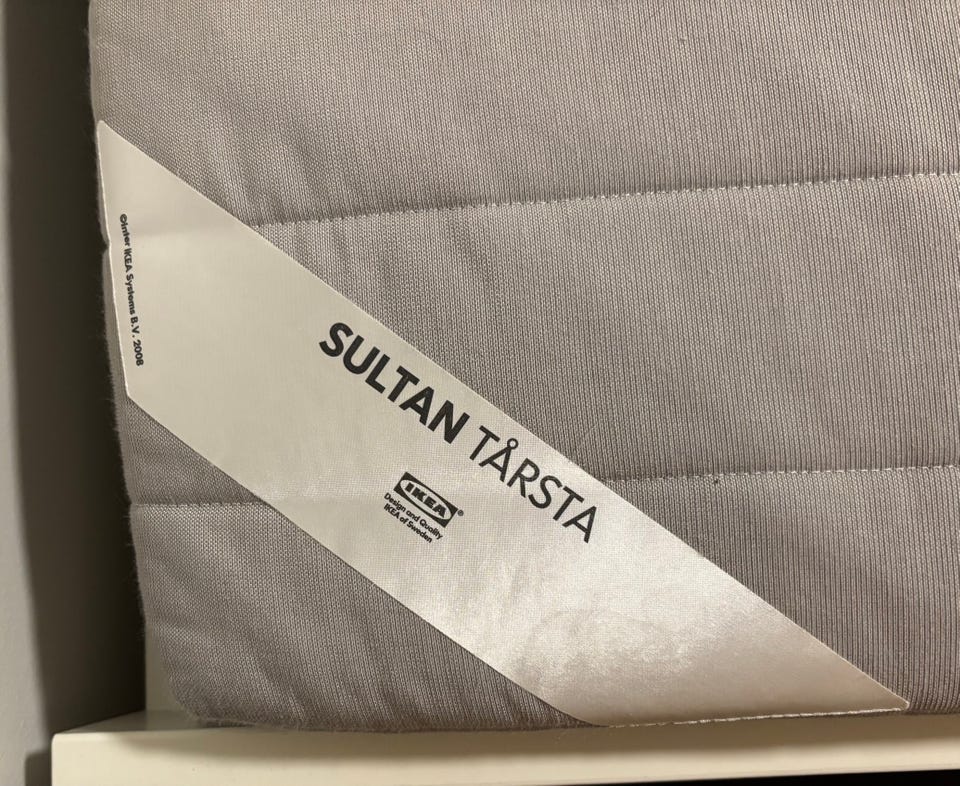 ©Inter IKEA Systems B.V. 2008
SULTAN TÅRSTA
IKEA®
Design and Quality
IKEA of Sweden